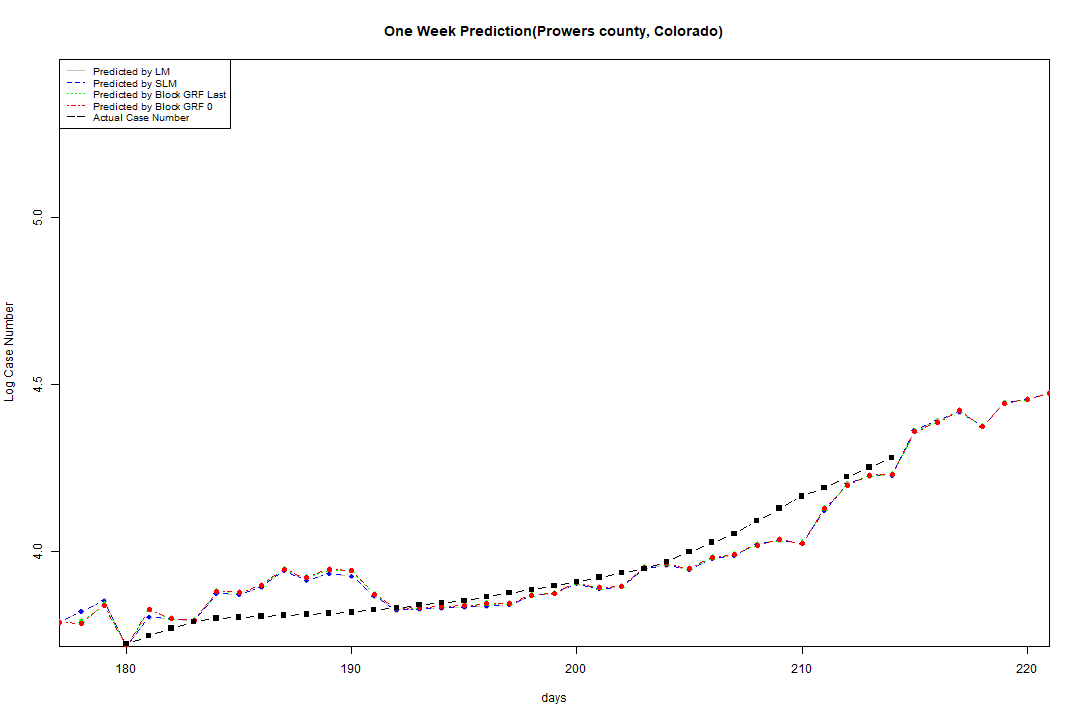 One Week Prediction(Prowers county, Colorado)
Predicted by LM
Predicted by SLM
Predicted by Block GRF Last
Predicted by Block GRF 0
Actual Case Number
5.0
4.5
4.0
Log Case Number
180 190 200 210 220
days